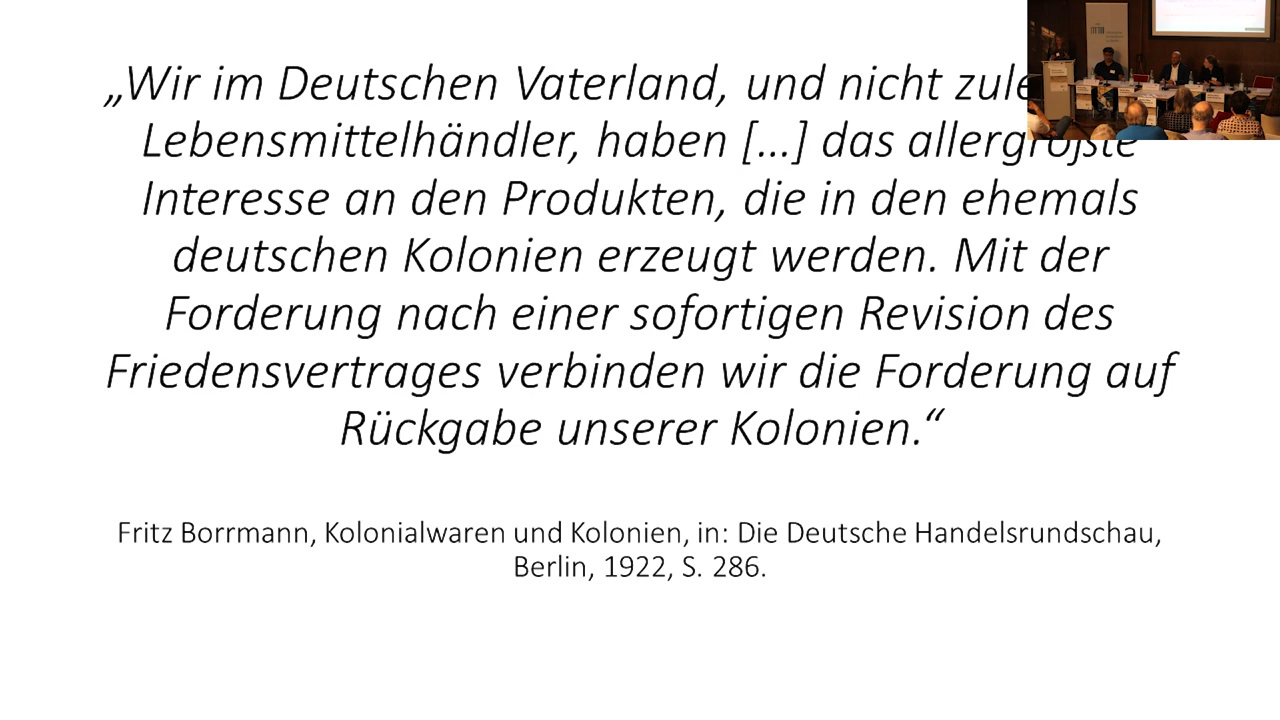 „Wir im Deutschen Vaterland, und nicht
Lebensmittelhändler, haben […] das allergrößte
Interesse an den Produkten, die in den ehemals
deutschen Kolonien erzeugt werden. Mit der
Forderung nach einer sofortigen Revision des
Friedensvertrages verbinden wir die Forderung auf
Rückgabe unserer Kolonien.“
Fritz Borrmann, Kolonialwaren und Kolonien, in: Die Deutsche Handelsrundschau,
Berlin, 1922, S. 286.